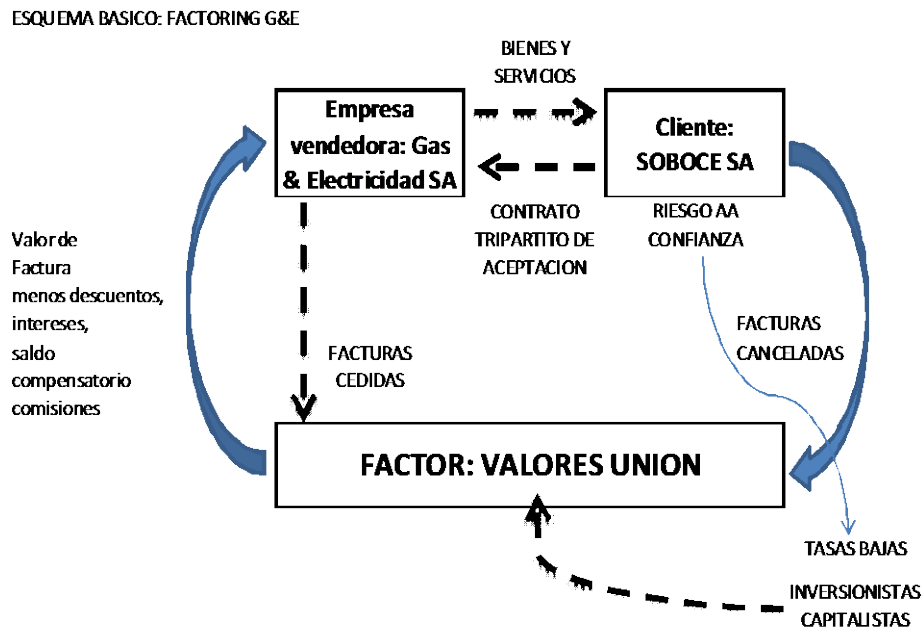 ESQUEMA BASICO: FACTORING G&E
BIENES Y
SERVICIOS
Empresa
vendedora: Gas
& Electricidad SA
Cliente:
SOBOCE SA
CONTRATO
TRIPARTITO DE
ACEPTACION
RIESGO AA
CONFIANZA
Valor de
Factura
menos descuentos,
intereses,
saldo
compensatorio
comisiones
FACTURAS
CEDIDAS
FACTURAS
CANCELADAS
FACTOR: VALORES UNION
TASAS BAJAS
INVERSIONISTAS
CAPITALISTAS